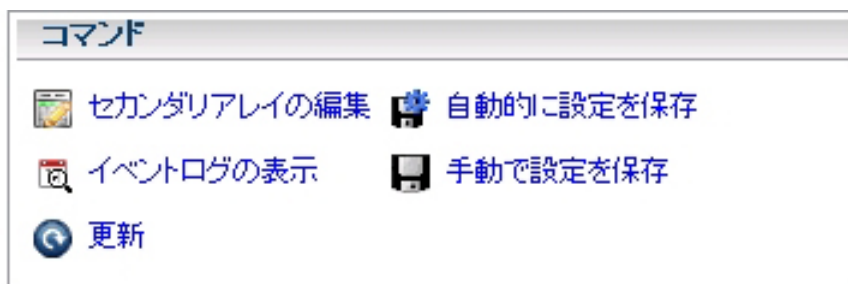 コマンド
セカンダリアレイの編集 自動的に設定を保存
イベントログの表示 手動で設定を保存
更新